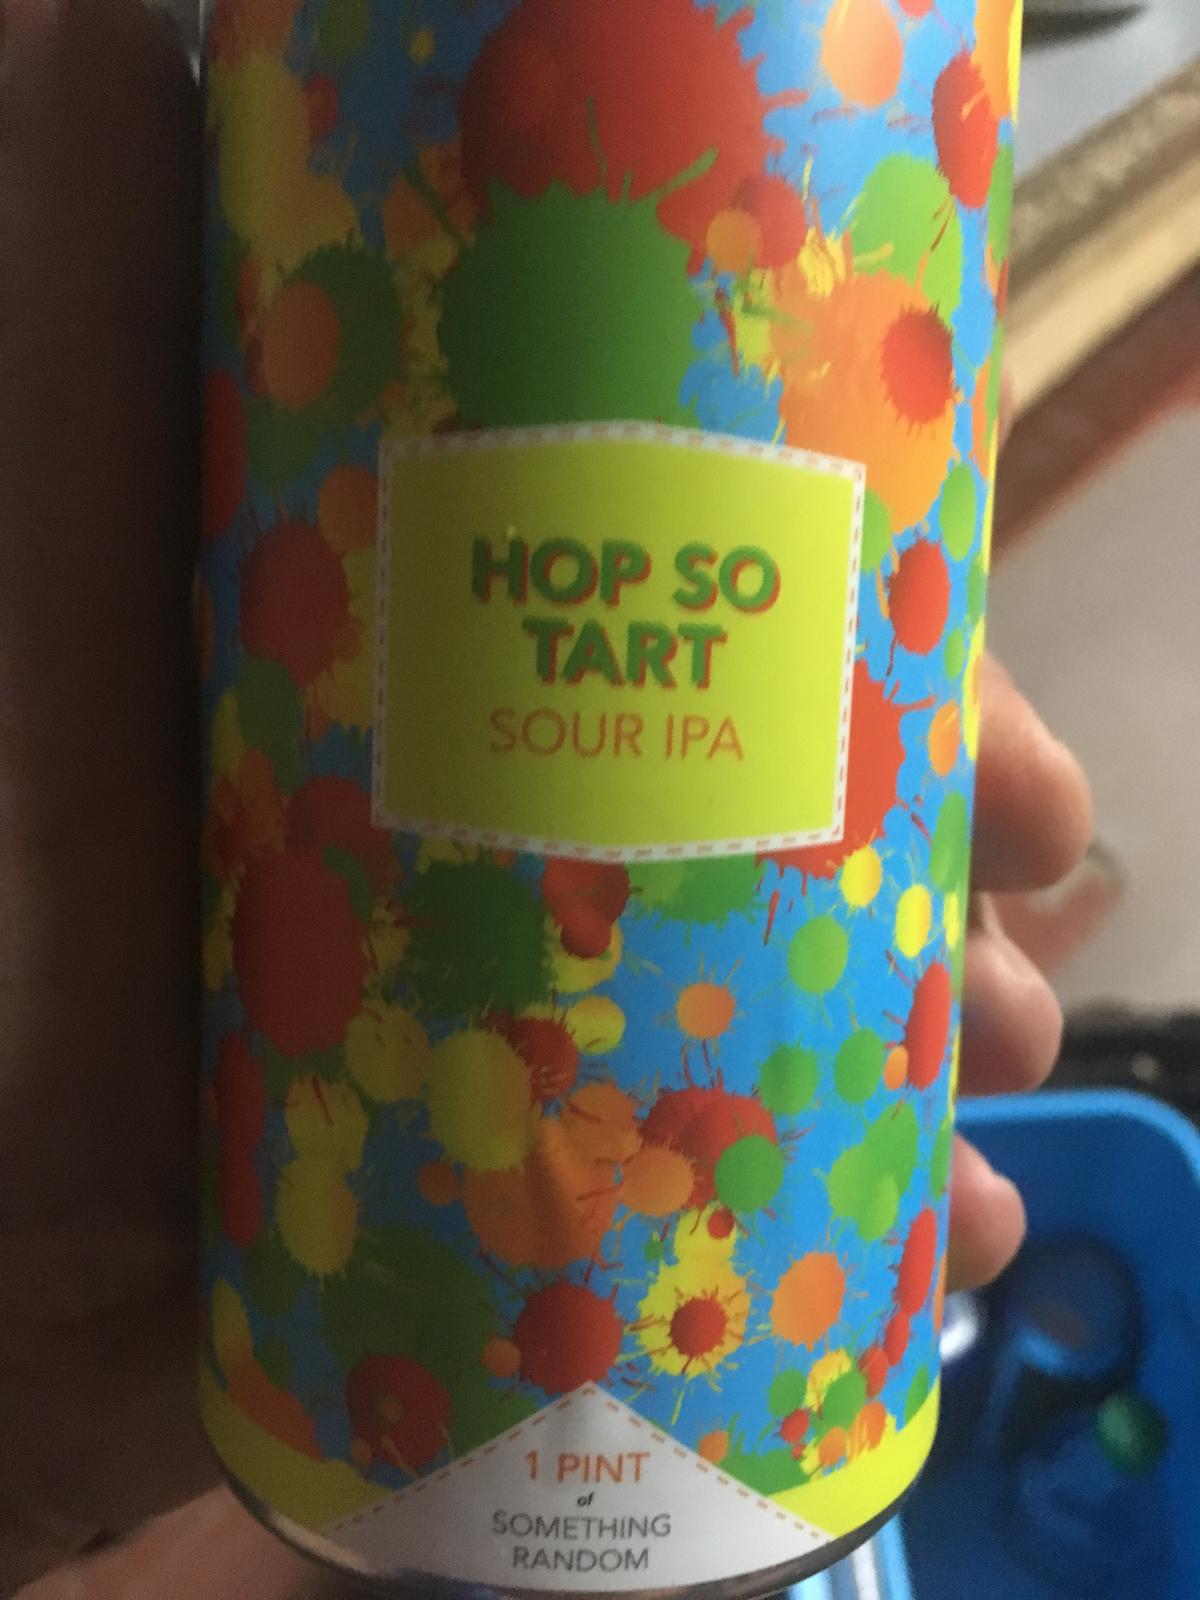 HOP SO
TART
SOUR IPA
1 PINT
of
SOMETHING
RANDOM